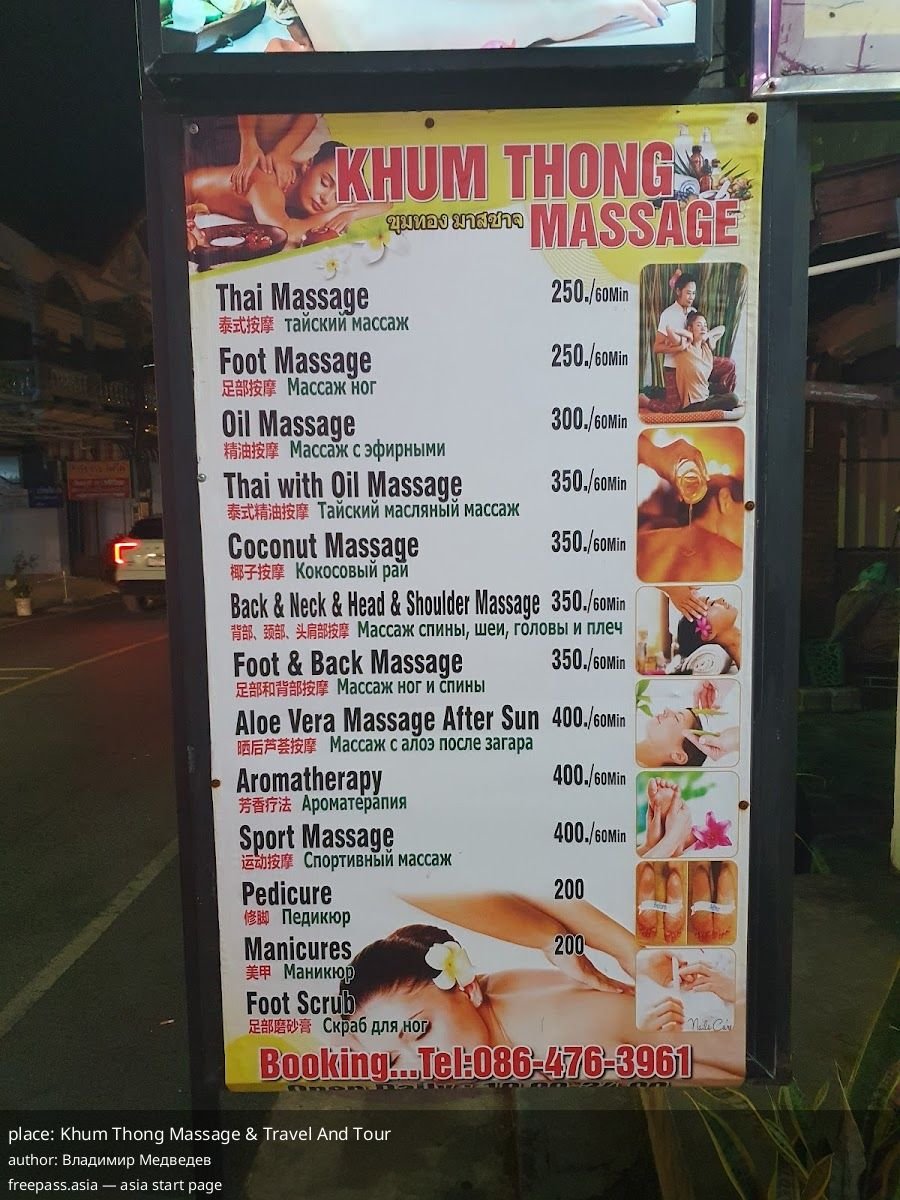 KHUM THONG
ขุมทอง มาสซาจ MASSAGE
Thai Massage 250./60Min
泰式按摩 тайский массаж
Foot Massage 250./60Min
足部按摩 Массаж ног
Oil Massage 300./60Min
精油按摩 Массаж с эфирными
Thai with Oil Massage 350./60Min
泰式精油按摩 Тайский масляный массаж
Coconut Massage 350./60Min
椰子按摩 Кокосовый рай
Back & Neck & Head & Shoulder Massage 350./60Min
背部、颈部、头肩部按摩 Массаж спины, шеи, головы и плеч
Foot & Back Massage 350./60Min
足部和背部按摩 Массаж ног и спины
Aloe Vera Massage After Sun 400./60Min
晒后芦荟按摩 Массаж с алоэ после загара
Aromatherapy 400./60Min
芳香疗法 Ароматерапия
Sport Massage 400./60Min
运动按摩 Спортивный массаж
Pedicure 200
修脚 Педикюр
Manicures 200
美甲 Маникюр
Foot Scrub
足部磨砂膏 Скраб для ног
Booking...Tel:086-476-3961
place: Khum Thong Massage & Travel And Tour
author: Владимир Медведев
freepass.asia — asia start page